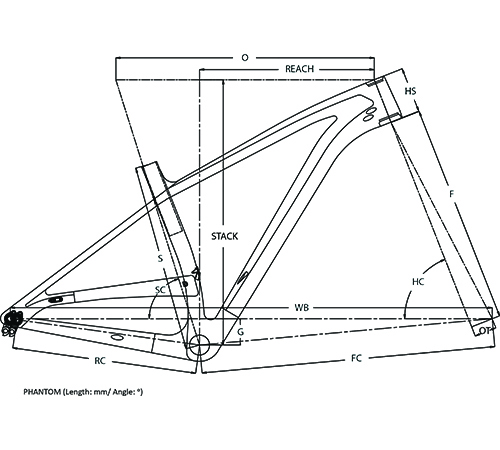 O
REACH
HS
F
S
STACK
SC
HC
WB
G
OT
RC
FC
PHANTOM (Length: mm/ Angle: °)